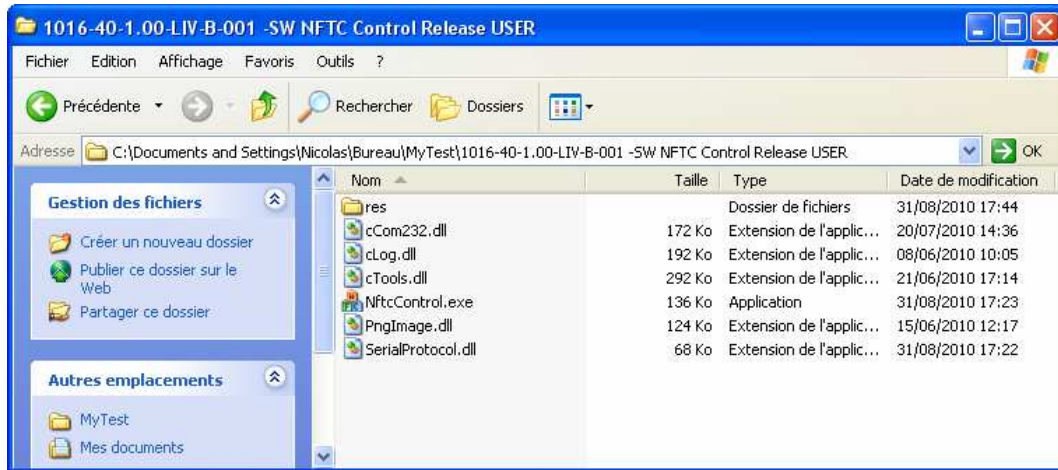 1016-40-1.00-LIV-B-001 -SW NFTC Control Release USER
Fichier Edition Affichage Favoris Outils ?
Précédente Rechercher Dossiers
Adresse C:\Documents and Settings\Nicolas\Bureau\MyTest\1016-40-1.00-LIV-B-001 -SW NFTC Control Release USER OK
Gestion des fichiers
Créer un nouveau dossier
Publier ce dossier sur le
Web
Partager ce dossier
Autres emplacements
MyTest
Mes documents
Nom Taille Type Date de modification
res Dossier de fichiers 31/08/2010 17:44
cCom232.dll 172 Ko Extension de l'applic... 20/07/2010 14:36
cLog.dll 192 Ko Extension de l'applic... 08/06/2010 10:05
cTools.dll 292 Ko Extension de l'applic... 21/06/2010 17:14
NftcControl.exe 136 Ko Application 31/08/2010 17:23
PngImage.dll 124 Ko Extension de l'applic... 15/06/2010 12:17
SerialProtocol.dll 68 Ko Extension de l'applic... 31/08/2010 17:22